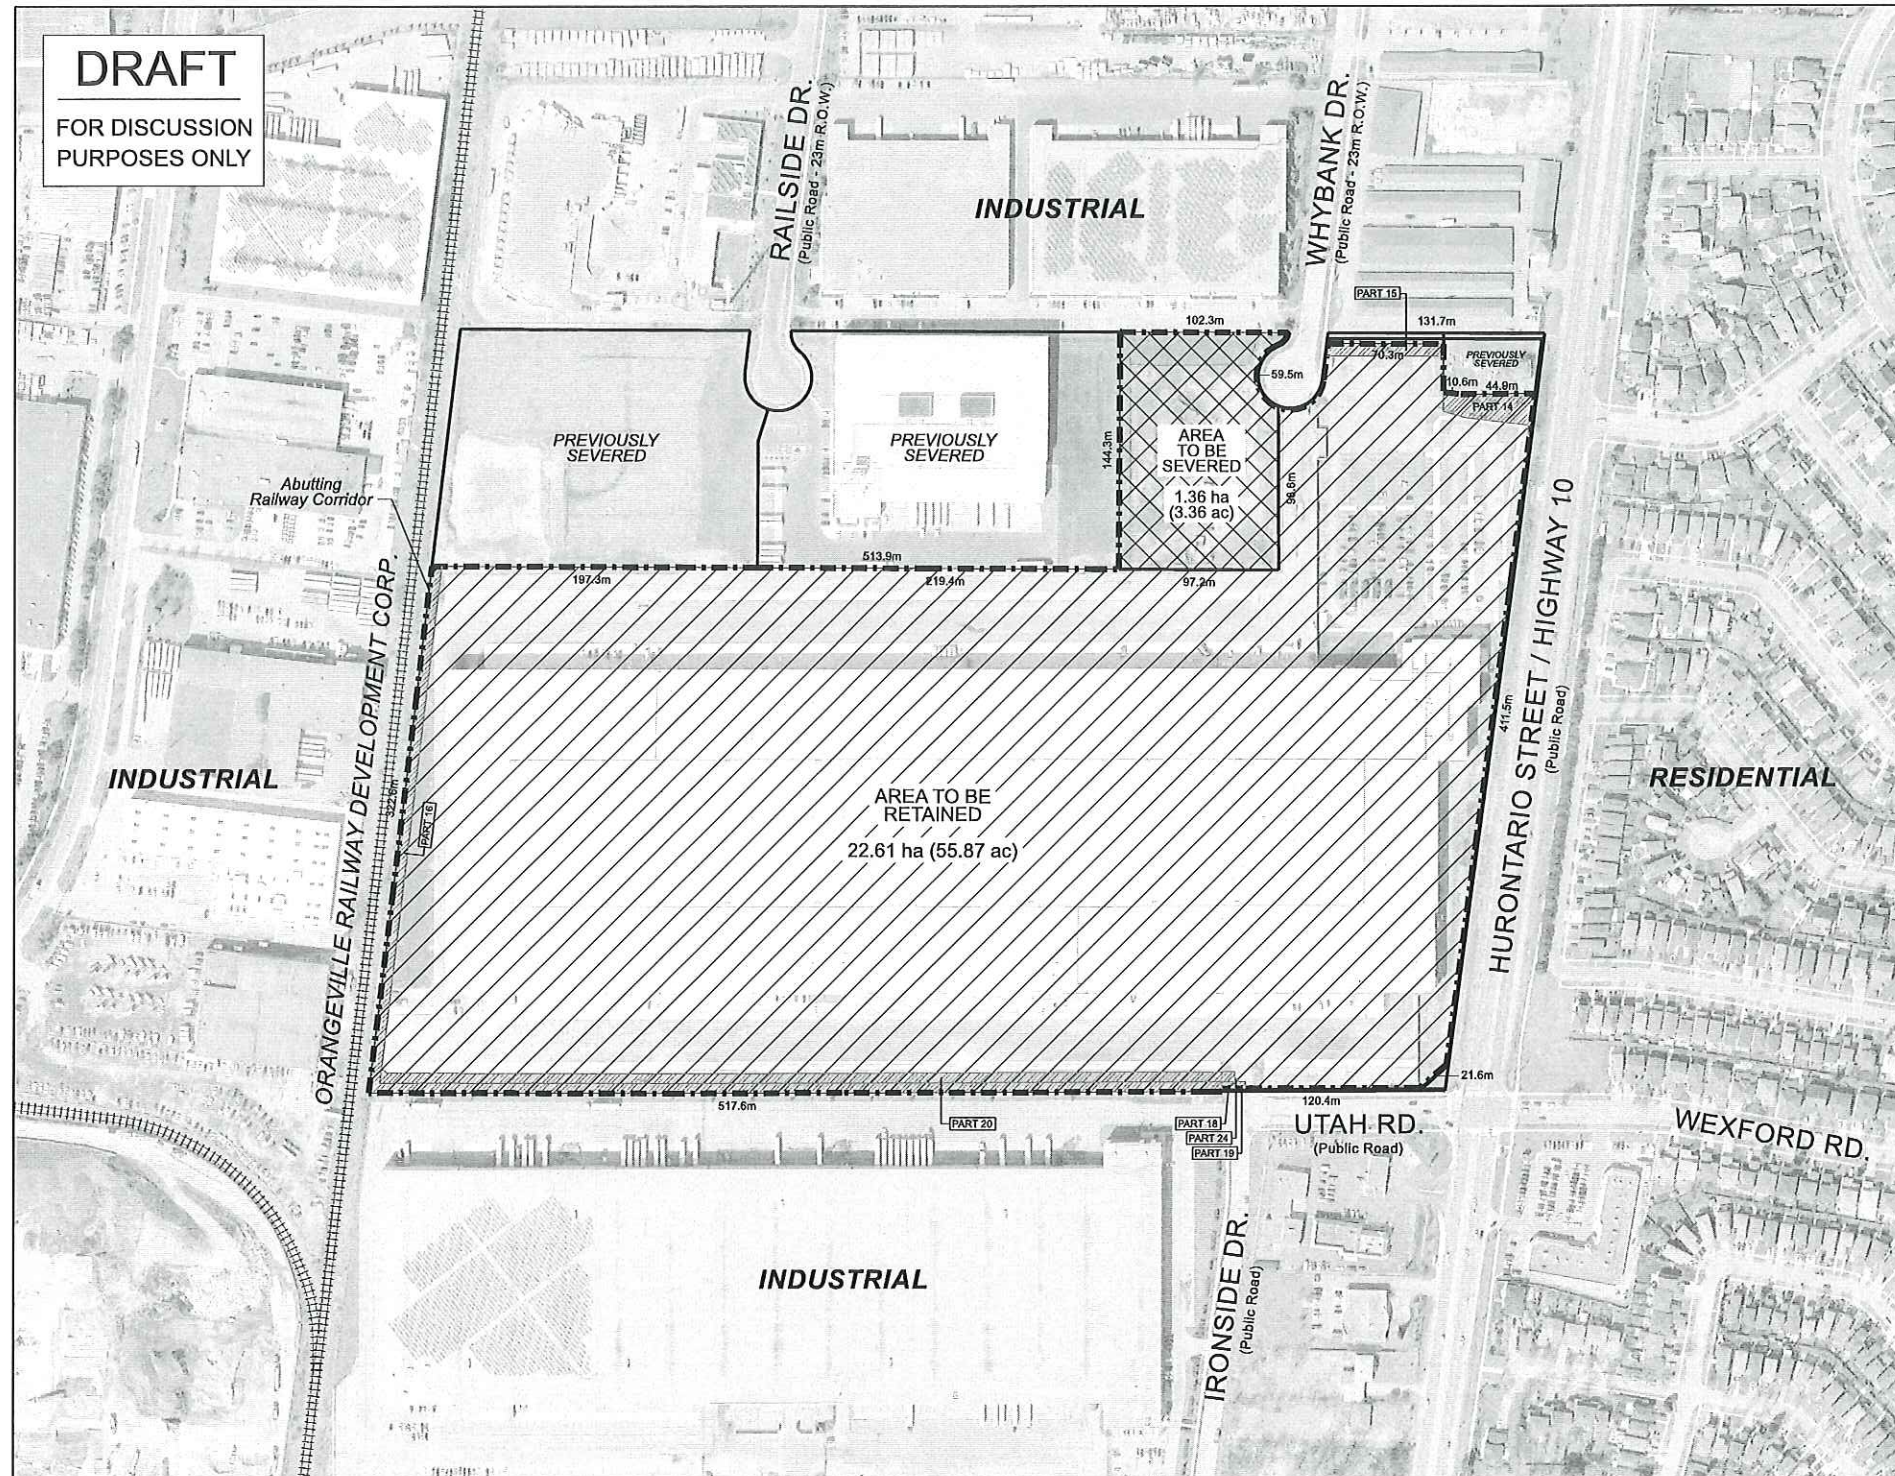 DRAFT
FOR DISCUSSION
PURPOSES ONLY
RAILSIDE DR.
(Public Road - 23m R.O.W.)
WHYBANK DR.
(Public Road - 23m R.O.W.)
INDUSTRIAL
PART 15
102.3m
131.7m
70.3m
PREVIOUSLY
SEVERED
59.5m
10.6m
44.9m
PART 14
PREVIOUSLY
SEVERED
PREVIOUSLY
SEVERED
144.3m
AREA
TO BE
SEVERED
1.36 ha
(3.36 ac)
Abutting
Railway Corridor
513.9m
197.3m
219.4m
97.2m
ORANGEVILLE RAILWAY DEVELOPMENT CORP.
HURONTARIO STREET / HIGHWAY 10
(Public Road)
411.5m
INDUSTRIAL
RESIDENTIAL
PART 16
AREA TO BE
RETAINED
22.61 ha (55.87 ac)
21.6m
517.6m
120.4m
PART 20
PART 18
PART 24
PART 19
UTAH RD.
(Public Road)
WEXFORD RD.
IRONSIDE DR.
(Public Road)
INDUSTRIAL